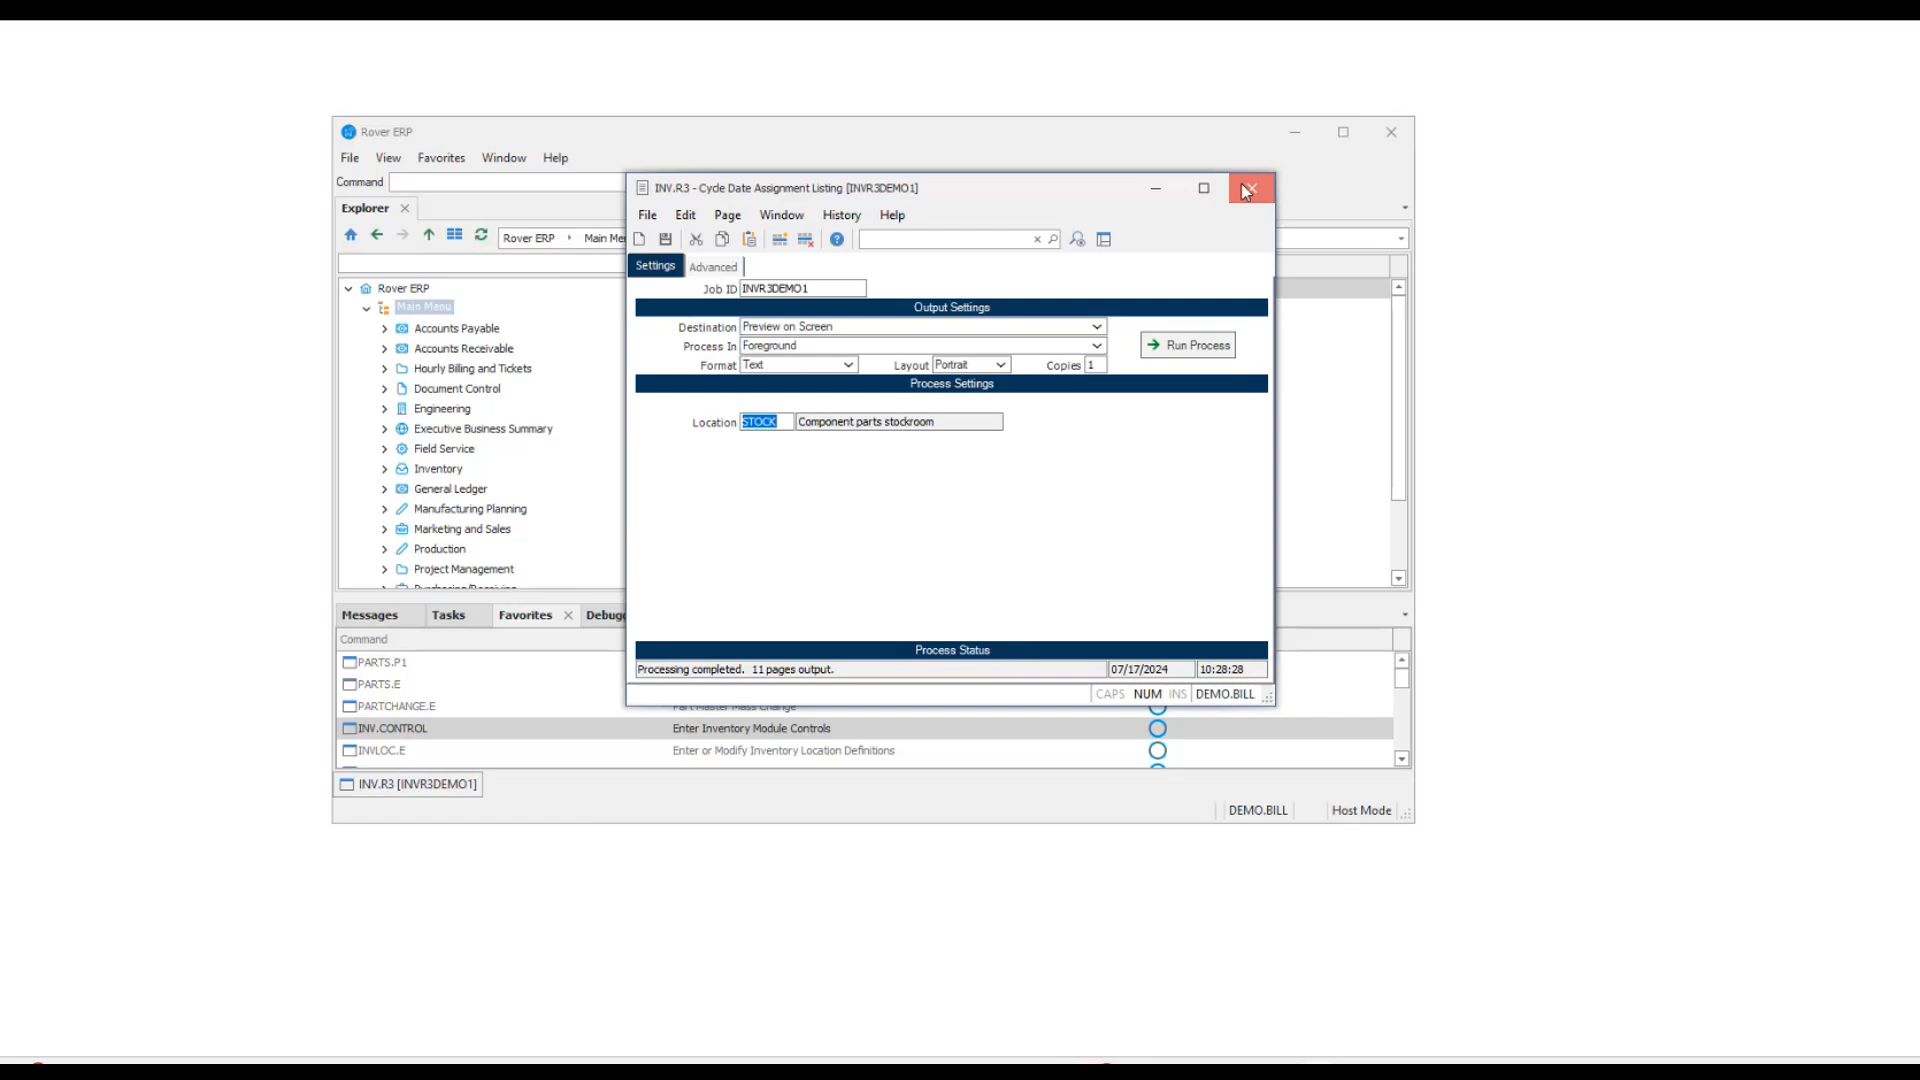 Rover ERP
File View Favorites Window Help
Command
Explorer
Rover ERP Main Me
Rover ERP
Main Menu
Accounts Payable
Accounts Receivable
Hourly Billing and Tickets
Document Control
Engineering
Executive Business Summary
Field Service
Inventory
General Ledger
Manufacturing Planning
Marketing and Sales
Production
Project Management
INV.R3 - Cycle Date Assignment Listing [INVR3DEMO1]
File Edit Page Window History Help
Settings Advanced
Job ID INVR3DEMO1
Output Settings
Destination Preview on Screen
Process In Foreground
Run Process
Format Text Layout Portrait Copies 1
Process Settings
Location STOCK Component parts stockroom
Process Status
Processing completed. 11 pages output. 07/17/2024 10:28:28
CAPS NUM INS DEMO.BILL
Messages Tasks Favorites Debugg
Command
PARTS.P1
PARTS.E
PARTCHANGE.E Part Master Mass Change
INV.CONTROL Enter Inventory Module Controls
INVLOC.E Enter or Modify Inventory Location Definitions
INV.R3 [INVR3DEMO1]
DEMO.BILL Host Mode